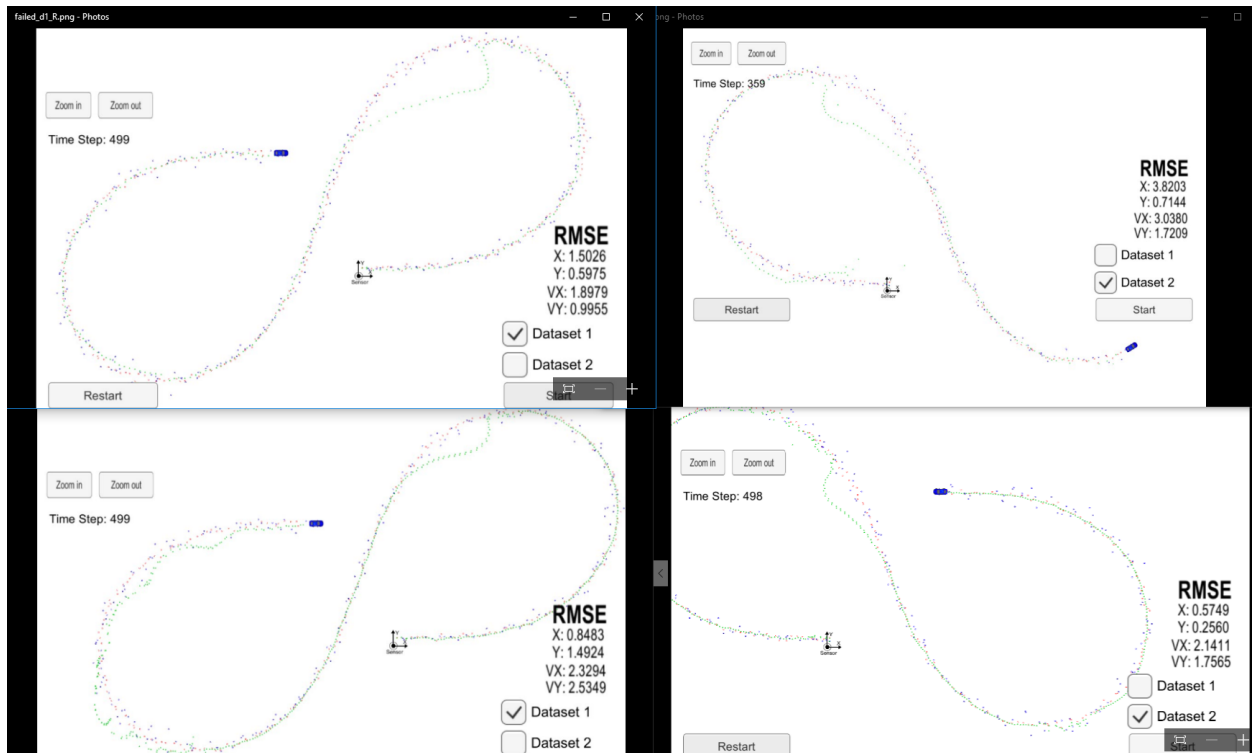 failed_d1_R.png - Photos
png - Photos
Zoom in
Zoom out
Time Step: 499
RMSE
X: 1.5026
Y: 0.5975
VX: 1.8979
VY: 0.9955
Dataset 1
Dataset 2
Restart
Y
Sensor
Zoom in
Zoom out
Time Step: 359
RMSE
X: 3.8203
Y: 0.7144
VX: 3.0380
VY: 1.7209
Dataset 1
Dataset 2
Restart
Start
Y
X
Sensor
Zoom in
Zoom out
Time Step: 499
RMSE
X: 0.8483
Y: 1.4924
VX: 2.3294
VY: 2.5349
Dataset 1
Dataset 2
Y
Sensor
Zoom in
Zoom out
Time Step: 498
RMSE
X: 0.5749
Y: 0.2560
VX: 2.1411
VY: 1.7565
Dataset 1
Dataset 2
Restart
Y
X
Sensor